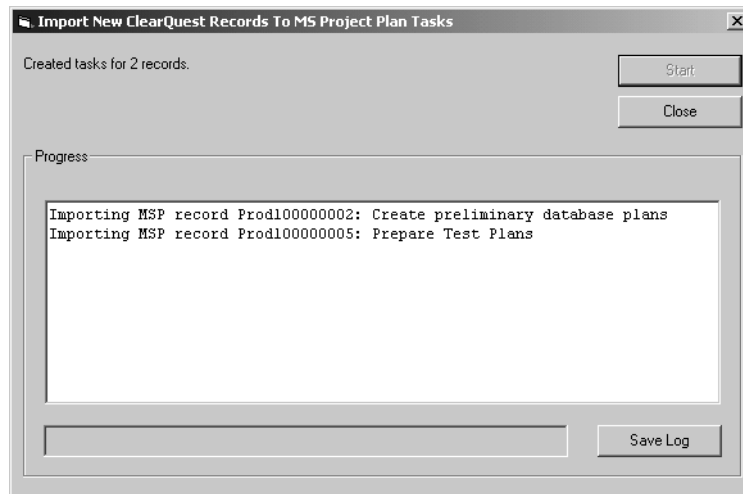 Import New ClearQuest Records To MS Project Plan Tasks
Created tasks for 2 records.
Start
Close
Progress
Importing MSP record Prod100000002: Create preliminary database plans
Importing MSP record Prod100000005: Prepare Test Plans
Save Log